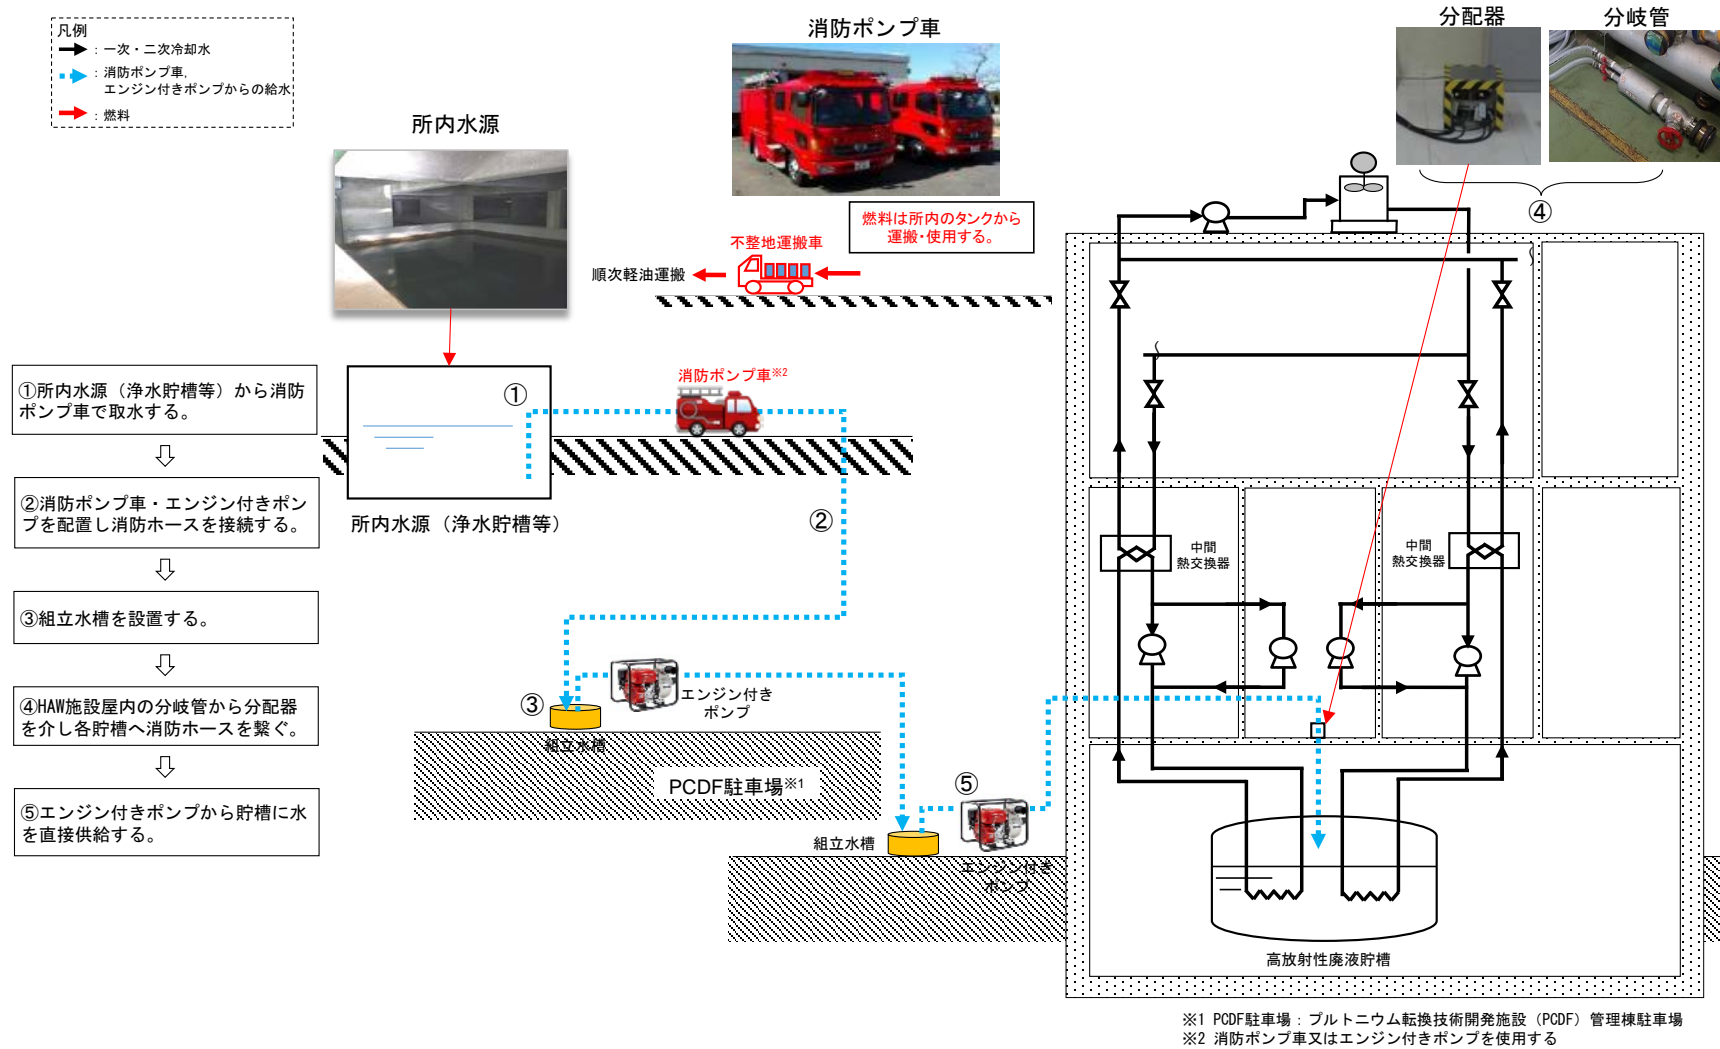 凡例
：一次・二次冷却水
：消防ポンプ車,
エンジン付きポンプからの給水
：燃料
所内水源
消防ポンプ車
分配器
分岐管
④
燃料は所内のタンクから
運搬・使用する。
不整地運搬車
順次軽油運搬
①所内水源（浄水貯槽等）から消防
ポンプ車で取水する。
②消防ポンプ車・エンジン付きポン
プを配置し消防ホースを接続する。
③組立水槽を設置する。
④HAW施設屋内の分岐管から分配器
を介し各貯槽へ消防ホースを繋ぐ。
⑤エンジン付きポンプから貯槽に水
を直接供給する。
①
消防ポンプ車※2
所内水源（浄水貯槽等）
②
③
組立水槽
エンジン付き
ポンプ
PCDF駐車場※1
⑤
組立水槽
エンジン付き
ポンプ
中間
熱交換器
中間
熱交換器
高放射性廃液貯槽
※1 PCDF駐車場：プルトニウム転換技術開発施設（PCDF）管理棟駐車場
※2 消防ポンプ車又はエンジン付きポンプを使用する